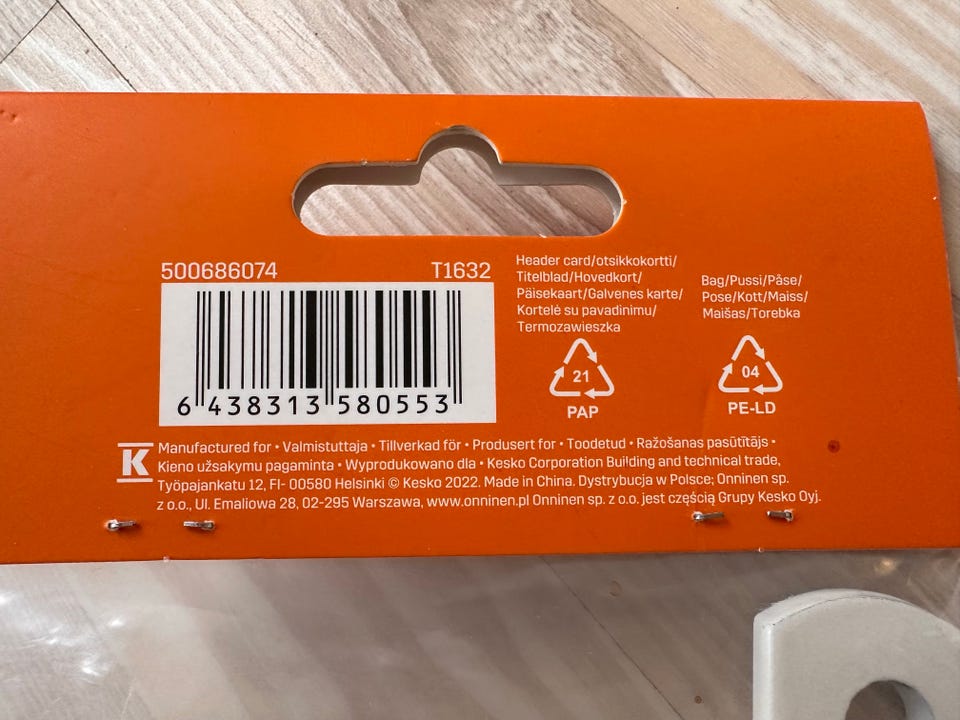 500686074 T1632
6 438313 580553
Header card/otsikkokortti/
Titelblad/Hovedkort/
Päisekaart/Galvenes karte/
Kortelė su pavadinimu/
Termozawieszka
21
PAP
Bag/Pussi/Påse/
Pose/Kott/Maiss/
Maišas/Torebka
04
PE-LD
K
Manufactured for • Valmistuttaja • Tillverkad för • Produsert for • Toodetud • Ražošanas pasūtītājs •
Kieno užsakymu pagaminta • Wyprodukowano dla • Kesko Corporation Building and technical trade,
Työpajankatu 12, FI- 00580 Helsinki © Kesko 2022. Made in China. Dystrybucja w Polsce; Onninen sp.
z o.o., Ul. Emaliowa 28, 02-295 Warszawa, www.onninen.pl Onninen sp. z o.o. jest częścią Grupy Kesko Oyj.